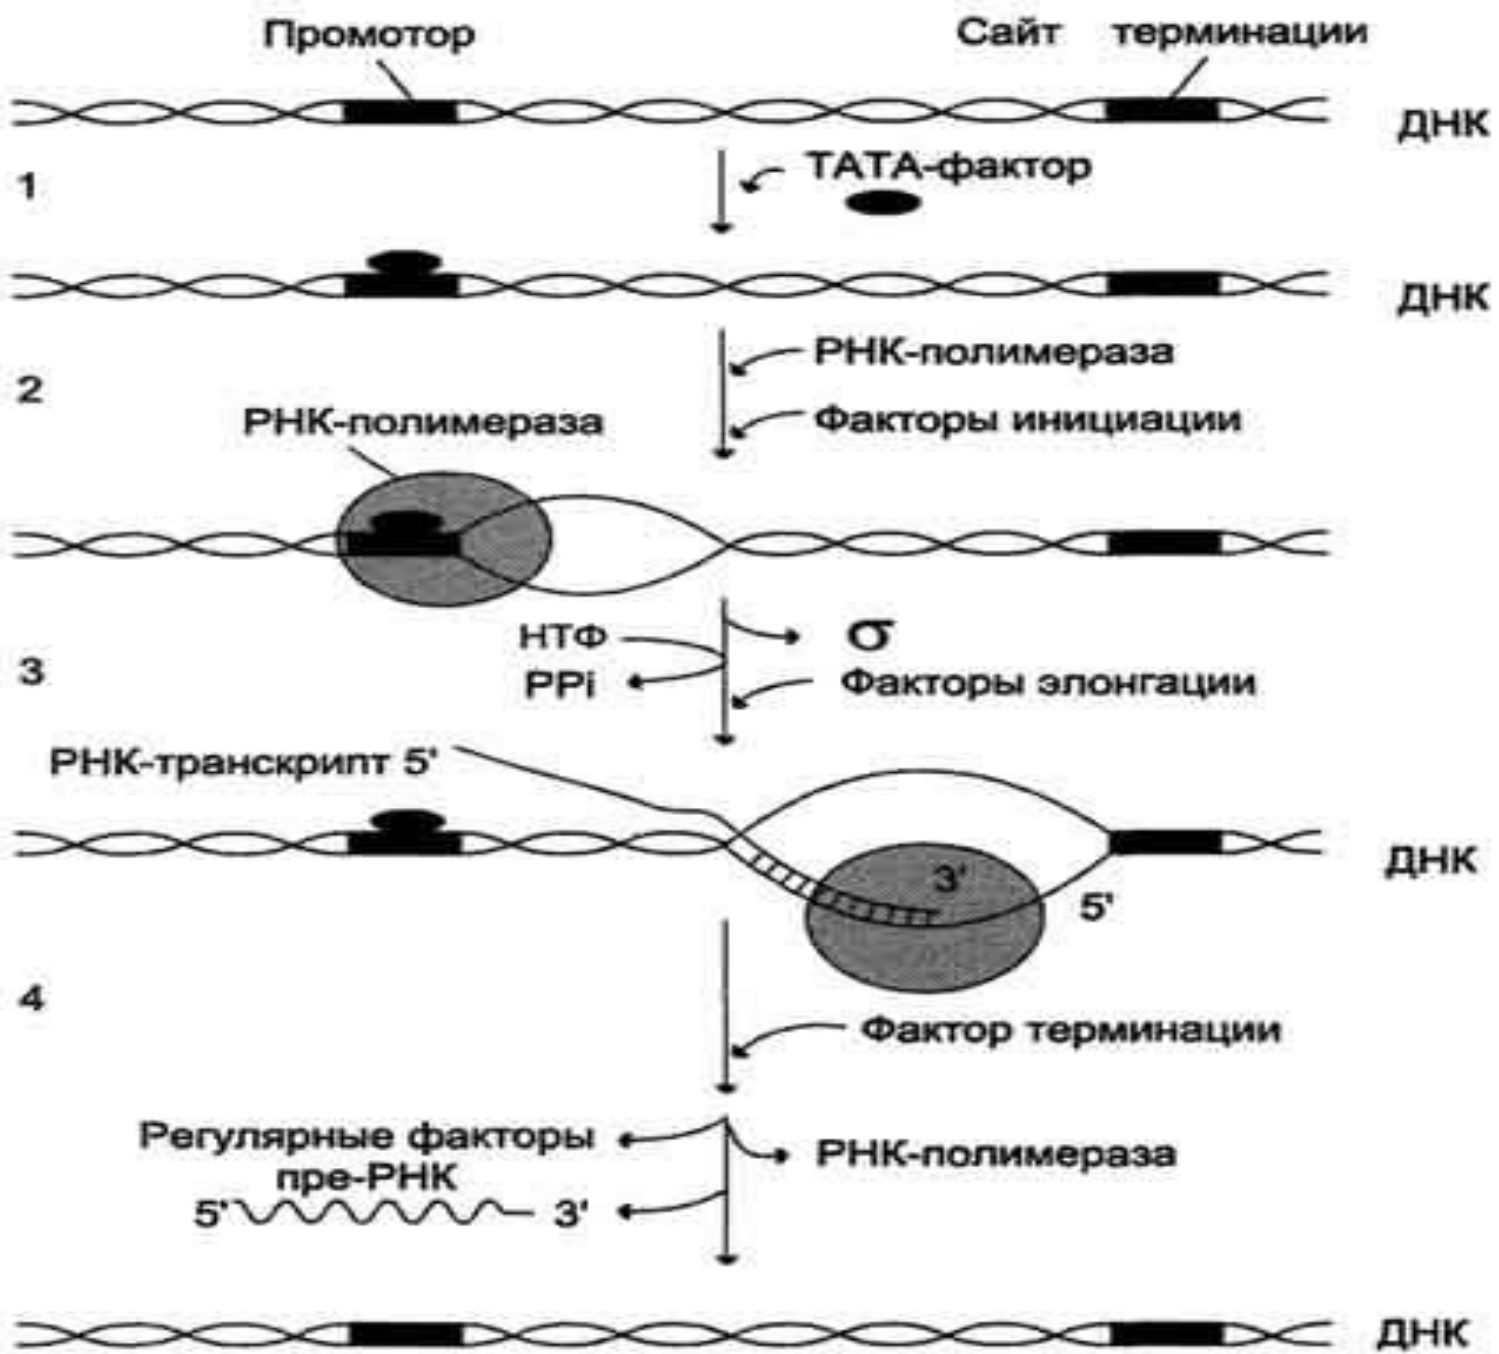 Промотор
Сайт терминации
ДНК
1
ТАТА-фактор
ДНК
2
РНК-полимераза
Факторы инициации
РНК-полимераза
3
НТФ
σ
PPi
Факторы элонгации
РНК-транскрипт 5'
ДНК
3'
5'
4
Фактор терминации
Регулярные факторы
РНК-полимераза
пре-РНК
5'
3'
ДНК